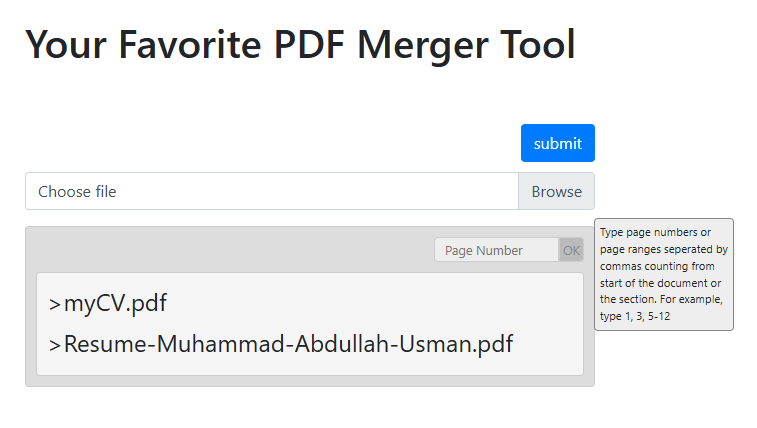 Your Favorite PDF Merger Tool
submit
Choose file
Browse
Page Number
OK
Type page numbers or
page ranges seperated by
commas counting from
start of the document or
the section. For example,
type 1, 3, 5-12
>myCV.pdf
>Resume-Muhammad-Abdullah-Usman.pdf